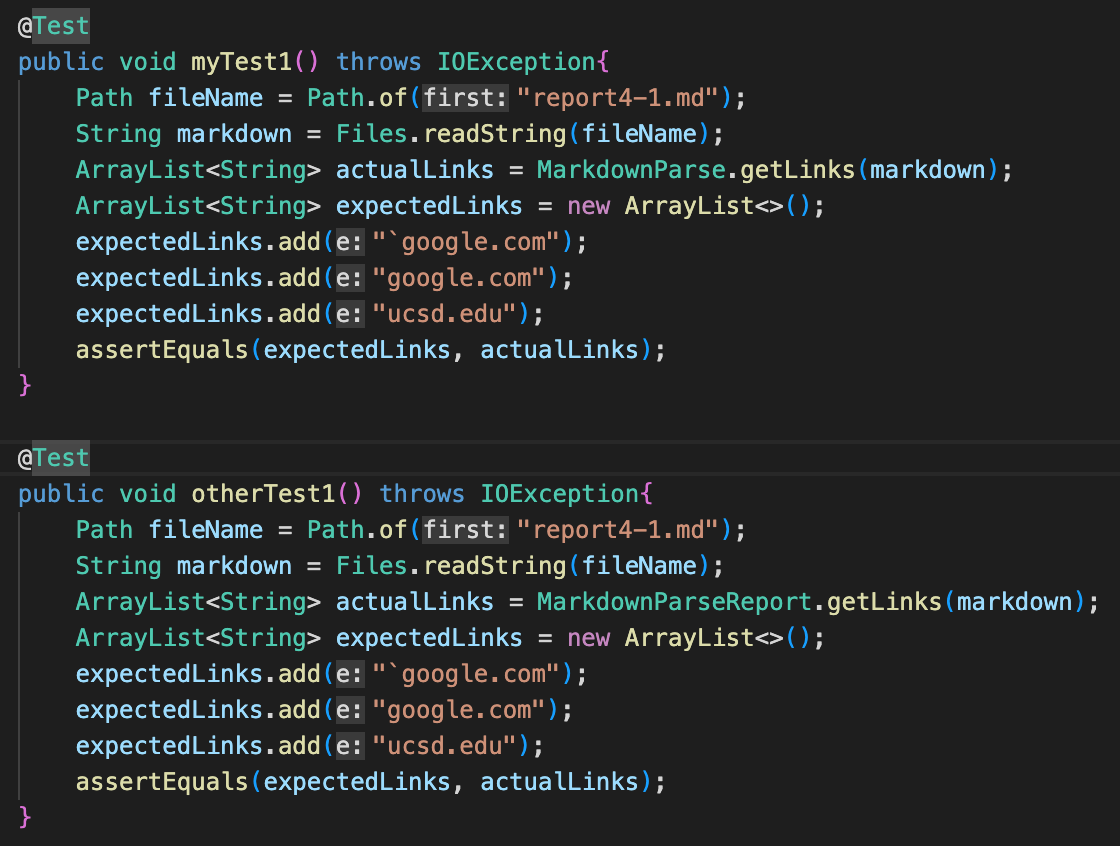 @Test
public void myTest1() throws IOException{
    Path fileName = Path.of(first: "report4-1.md");
    String markdown = Files.readString(fileName);
    ArrayList<String> actualLinks = MarkdownParse.getLinks(markdown);
    ArrayList<String> expectedLinks = new ArrayList<>();
    expectedLinks.add(e: "`google.com");
    expectedLinks.add(e: "google.com");
    expectedLinks.add(e: "ucsd.edu");
    assertEquals(expectedLinks, actualLinks);
}
@Test
public void otherTest1() throws IOException{
    Path fileName = Path.of(first: "report4-1.md");
    String markdown = Files.readString(fileName);
    ArrayList<String> actualLinks = MarkdownParseReport.getLinks(markdown);
    ArrayList<String> expectedLinks = new ArrayList<>();
    expectedLinks.add(e: "`google.com");
    expectedLinks.add(e: "google.com");
    expectedLinks.add(e: "ucsd.edu");
    assertEquals(expectedLinks, actualLinks);
}